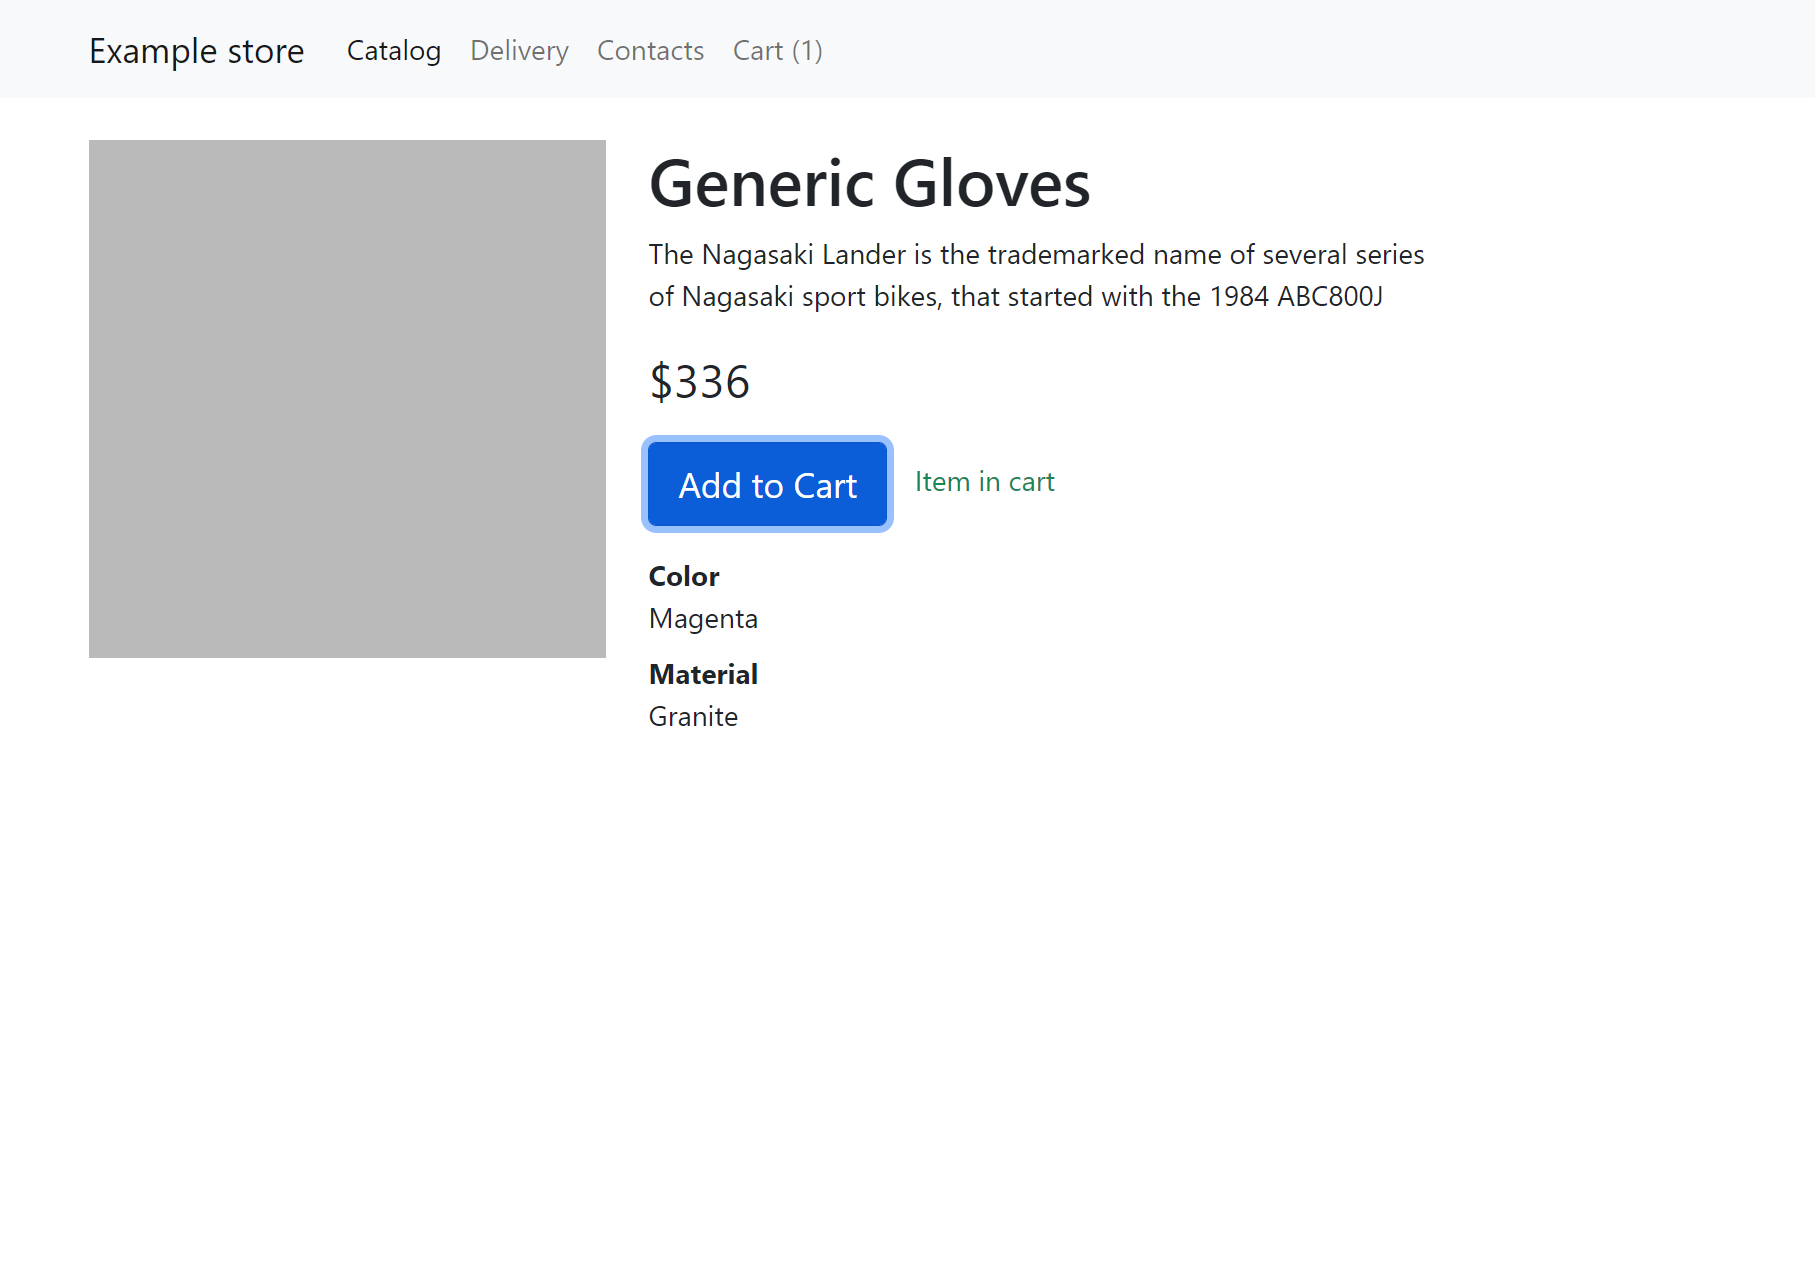 Example store Catalog Delivery Contacts Cart (1)
Generic Gloves
The Nagasaki Lander is the trademarked name of several series
of Nagasaki sport bikes, that started with the 1984 ABC800J
$336
Add to Cart Item in cart
Color
Magenta
Material
Granite